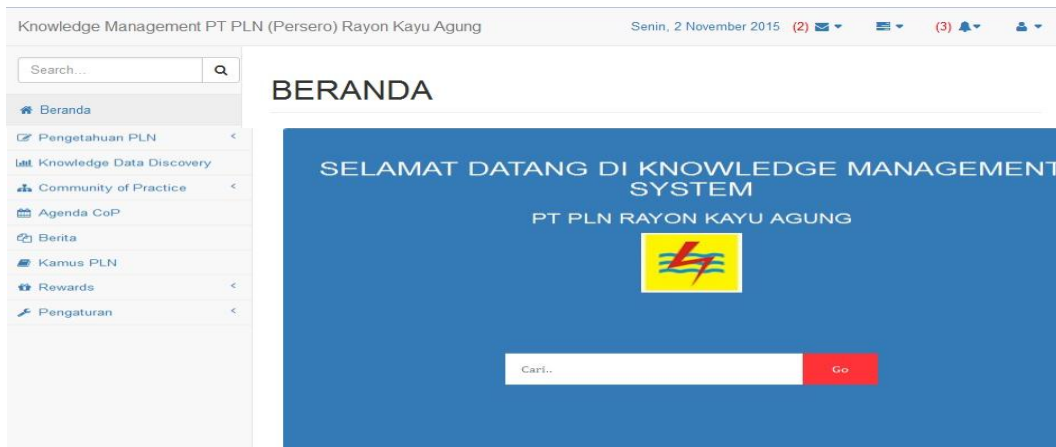 Knowledge Management PT PLN (Persero) Rayon Kayu Agung
Senin, 2 November 2015 (2) (3)
Search...
BERANDA
Beranda
Pengetahuan PLN
Knowledge Data Discovery
Community of Practice
Agenda CoP
Berita
Kamus PLN
Rewards
Pengaturan
SELAMAT DATANG DI KNOWLEDGE MANAGEMENT
SYSTEM
PT PLN RAYON KAYU AGUNG
Cari..
Go